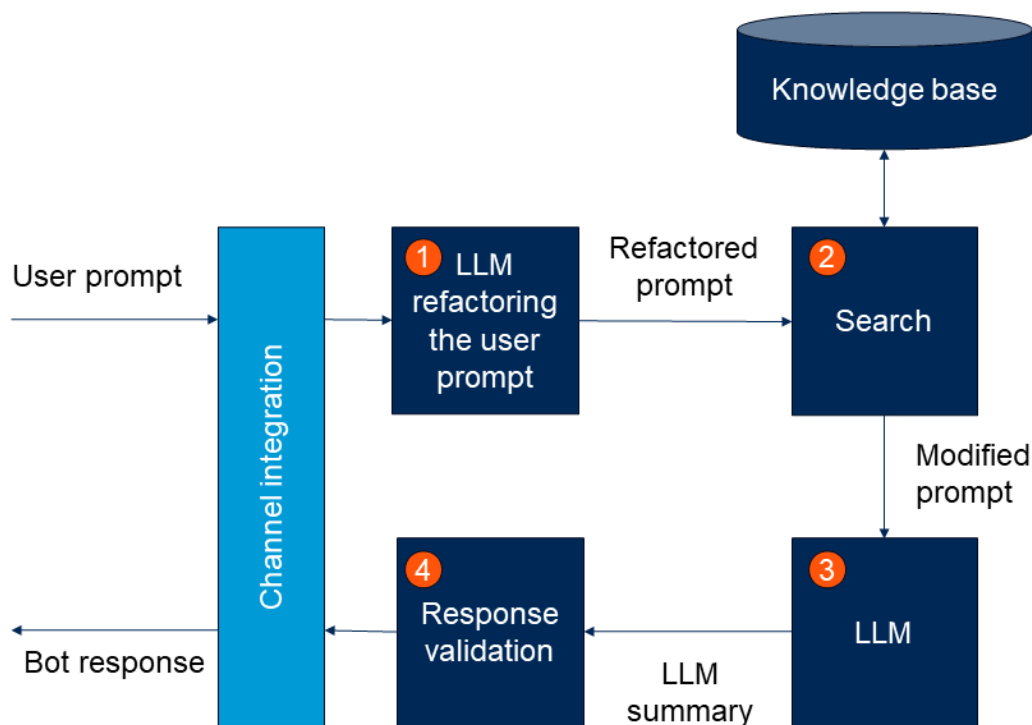 Knowledge base
User prompt
Channel integration
1
LLM
refactoring
the user
prompt
Refactored
prompt
2
Search
Modified
prompt
3
LLM
LLM
summary
4
Response
validation
Bot response